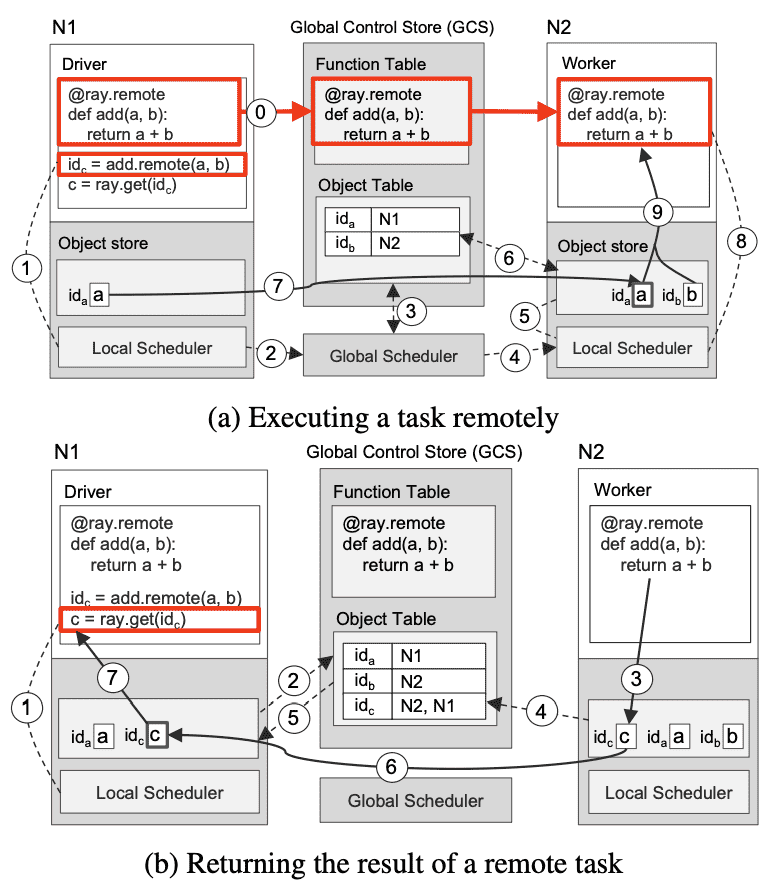 N1
Global Control Store (GCS)
N2
Driver
@ray.remote
def add(a, b):
return a + b
id_c = add.remote(a, b)
c = ray.get(id_c)
0
Function Table
@ray.remote
def add(a, b):
return a + b
Worker
@ray.remote
def add(a, b):
return a + b
Object Table
id_a N1
id_b N2
9
8
6
Object store
id_a a
1
7
3
Object store
id_a a id_b b
5
Local Scheduler
2
Global Scheduler
4
Local Scheduler
(a) Executing a task remotely
N1
Global Control Store (GCS)
N2
Driver
@ray.remote
def add(a, b):
return a + b
id_c = add.remote(a, b)
c = ray.get(id_c)
Function Table
@ray.remote
def add(a, b):
return a + b
Worker
@ray.remote
def add(a, b):
return a + b
Object Table
id_a N1
id_b N2
id_c N2, N1
7
2
5
3
4
1
id_a a id_c c
6
id_c c id_a a id_b b
Local Scheduler
Global Scheduler
Local Scheduler
(b) Returning the result of a remote task